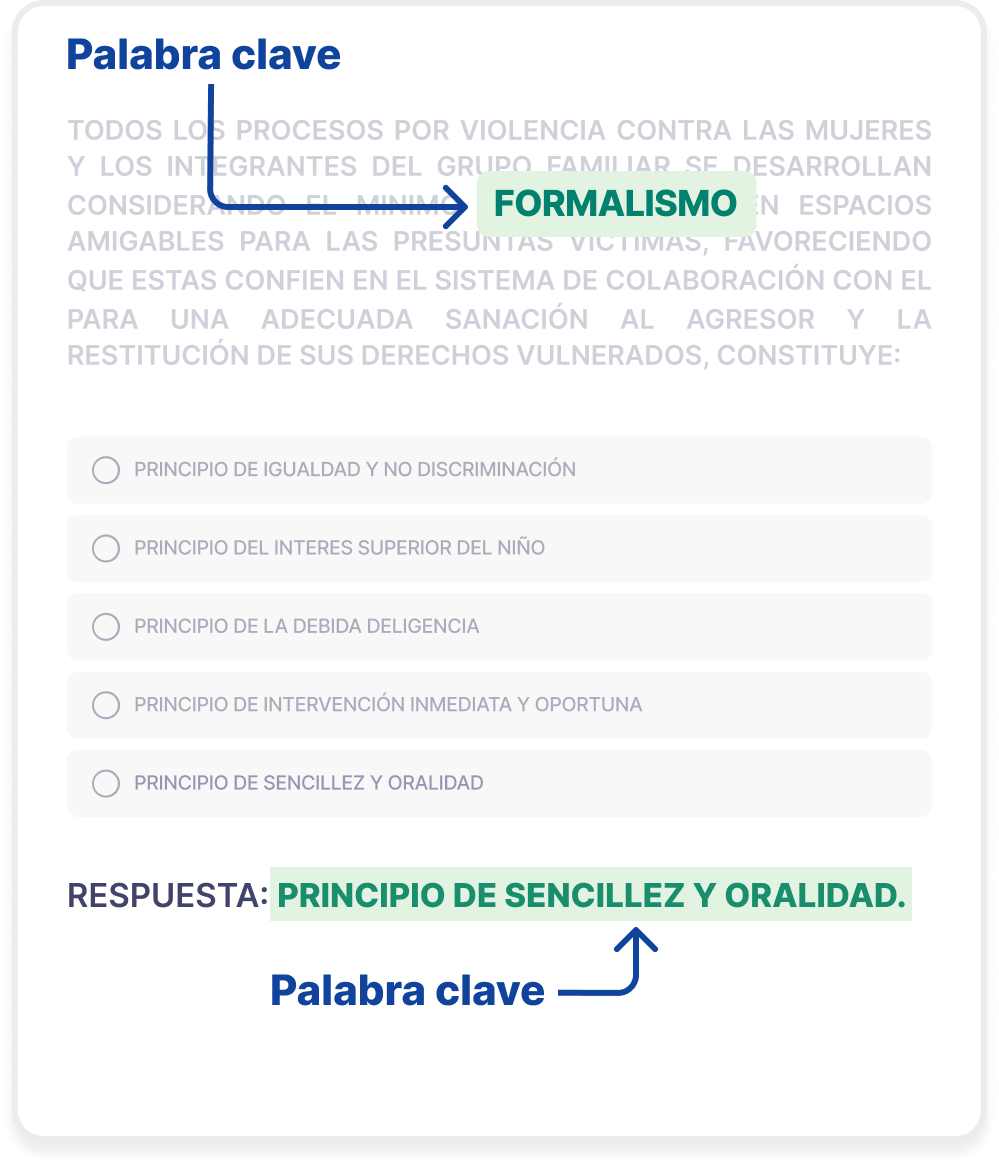 Palabra clave
TODOS LOS PROCESOS POR VIOLENCIA CONTRA LAS MUJERES
Y LOS INTEGRANTES DEL GRUPO FAMILIAR SE DESARROLLAN
CONSIDERANDO EL MINIMO FORMALISMO EN ESPACIOS
AMIGABLES PARA LAS PRESUNTAS VICTIMAS, FAVORECIENDO
QUE ESTAS CONFIEN EN EL SISTEMA DE COLABORACIÓN CON EL
PARA UNA ADECUADA SANACIÓN AL AGRESOR Y LA
RESTITUCIÓN DE SUS DERECHOS VULNERADOS, CONSTITUYE:
PRINCIPIO DE IGUALDAD Y NO DISCRIMINACIÓN
PRINCIPIO DEL INTERES SUPERIOR DEL NIÑO
PRINCIPIO DE LA DEBIDA DELIGENCIA
PRINCIPIO DE INTERVENCIÓN INMEDIATA Y OPORTUNA
PRINCIPIO DE SENCILLEZ Y ORALIDAD
RESPUESTA: PRINCIPIO DE SENCILLEZ Y ORALIDAD.
Palabra clave